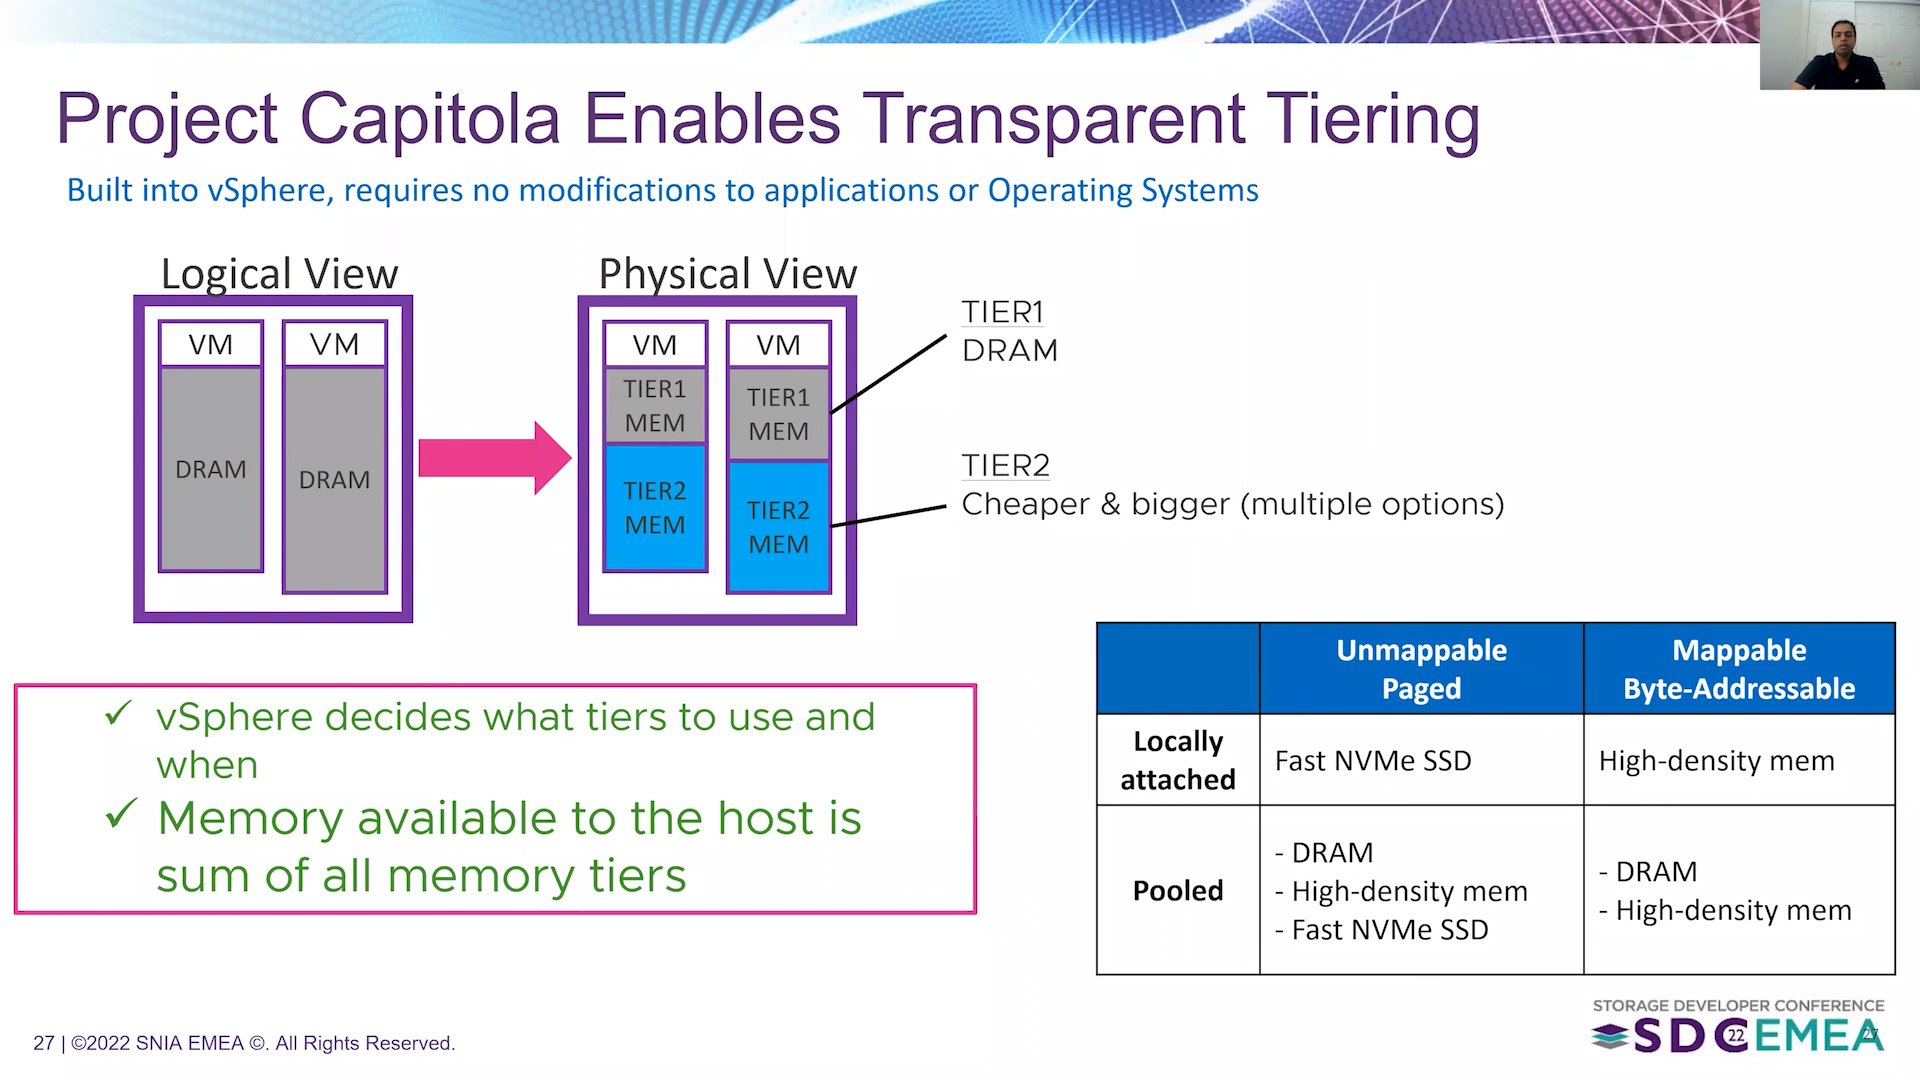 Project Capitola Enables Transparent Tiering
Built into vSphere, requires no modifications to applications or Operating Systems
Logical View
VM
DRAM
VM
DRAM
Physical View
VM
TIER1
MEM
TIER2
MEM
VM
TIER1
MEM
TIER2
MEM
TIER1
DRAM
TIER2
Cheaper & bigger (multiple options)
✓ vSphere decides what tiers to use and
when
✓ Memory available to the host is
sum of all memory tiers
Unmappable
Paged
Mappable
Byte-Addressable
Locally
attached
Fast NVMe SSD
High-density mem
Pooled
- DRAM
- High-density mem
- Fast NVMe SSD
- DRAM
- High-density mem
27 | ©2022 SNIA EMEA ©. All Rights Reserved.
STORAGE DEVELOPER CONFERENCE
SDC 22 EMEA
27